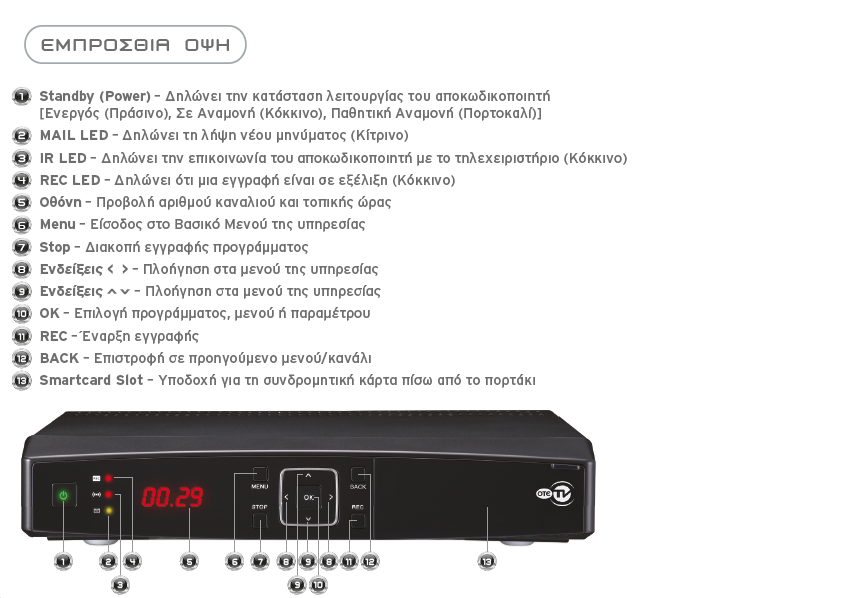 ΕΜΠΡΟΣΘΙΑ ΟΨΗ
1 Standby (Power) – Δηλώνει την κατάσταση λειτουργίας του αποκωδικοποιητή
[Ενεργός (Πράσινο), Σε Αναμονή (Κόκκινο), Παθητική Αναμονή (Πορτοκαλί)]
2 MAIL LED – Δηλώνει τη λήψη νέου μηνύματος (Κίτρινο)
3 IR LED – Δηλώνει την επικοινωνία του αποκωδικοποιητή με το τηλεχειριστήριο (Κόκκινο)
4 REC LED – Δηλώνει ότι μια εγγραφή είναι σε εξέλιξη (Κόκκινο)
5 Οθόνη – Προβολή αριθμού καναλιού και τοπικής ώρας
6 Menu – Είσοδος στο Βασικό Μενού της υπηρεσίας
7 Stop – Διακοπή εγγραφής προγράμματος
8 Ενδείξεις < > – Πλοήγηση στα μενού της υπηρεσίας
9 Ενδείξεις ^ v – Πλοήγηση στα μενού της υπηρεσίας
10 OK – Επιλογή προγράμματος, μενού ή παραμέτρου
11 REC – Έναρξη εγγραφής
12 BACK – Επιστροφή σε προηγούμενο μενού/κανάλι
13 Smartcard Slot – Υποδοχή για τη συνδρομητική κάρτα πίσω από το πορτάκι
00.29
MENU
STOP
OK
BACK
REC
OTE TV
1 2 4 5 6 7 8 9 8 11 12 13
3 9 10